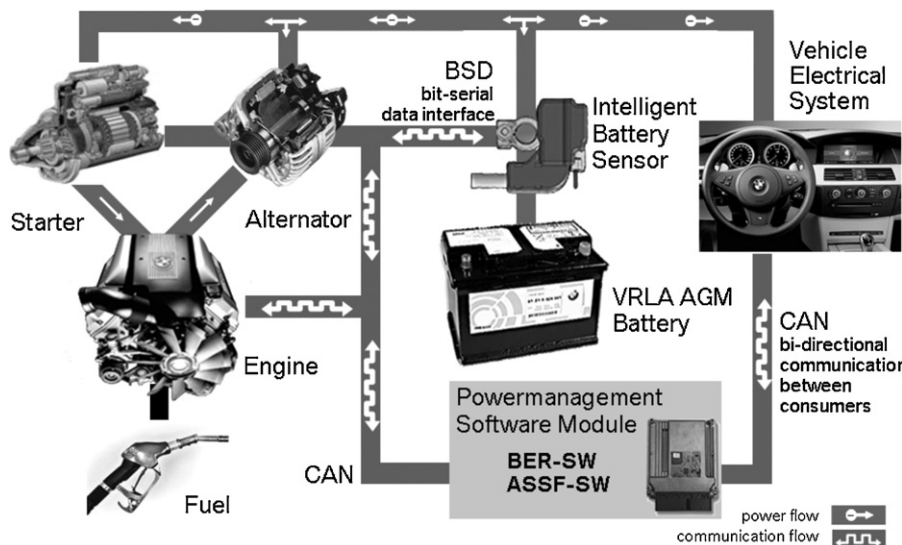 BSD
bit-serial
data interface
Vehicle
Electrical
System
Intelligent
Battery
Sensor
Starter
Alternator
VRLA AGM
Battery
Engine
CAN
bi-directional
communication
between
consumers
Powermanagement
Software Module
BER-SW
ASSF-SW
CAN
Fuel
power flow
communication flow